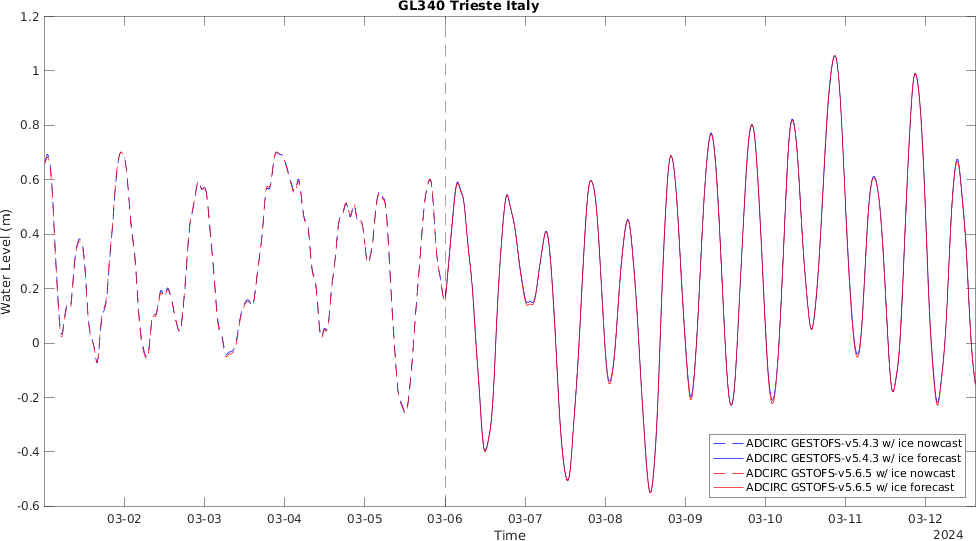 GL340 Trieste Italy
Water Level (m)
1.2
1
0.8
0.6
0.4
0.2
0
-0.2
-0.4
-0.6
ADCIRC GESTOFS-v5.4.3 w/ ice nowcast
ADCIRC GESTOFS-v5.4.3 w/ ice forecast
ADCIRC GSTOFS-v5.6.5 w/ ice nowcast
ADCIRC GSTOFS-v5.6.5 w/ ice forecast
03-02 03-03 03-04 03-05 03-06 03-07 03-08 03-09 03-10 03-11 03-12
Time
2024